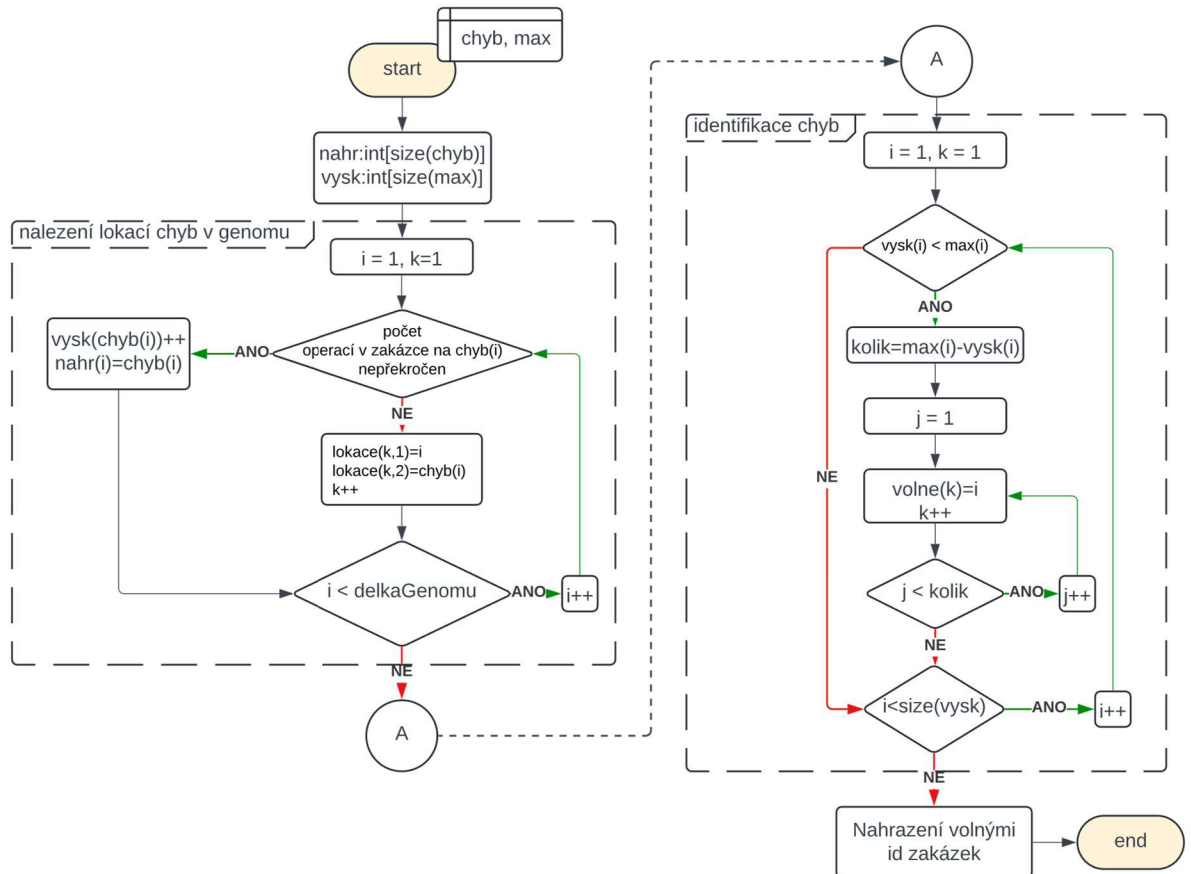 chyb, max
start
nahr:int[size(chyb)]
vysk:int[size(max)]
nalezení lokací chyb v genomu
i = 1, k=1
počet
operací v zakázce na chyb(i)
nepřekročen
ANO
vysk(chyb(i))++
nahr(i)=chyb(i)
NE
lokace(k,1)=i
lokace(k,2)=chyb(i)
k++
i < delkaGenomu
ANO
i++
NE
A
A
identifikace chyb
i = 1, k = 1
vysk(i) < max(i)
ANO
NE
kolik=max(i)-vysk(i)
j = 1
volne(k)=i
k++
j < kolik
ANO
j++
NE
i<size(vysk)
ANO
i++
NE
Nahrazení volnými
id zakázek
end